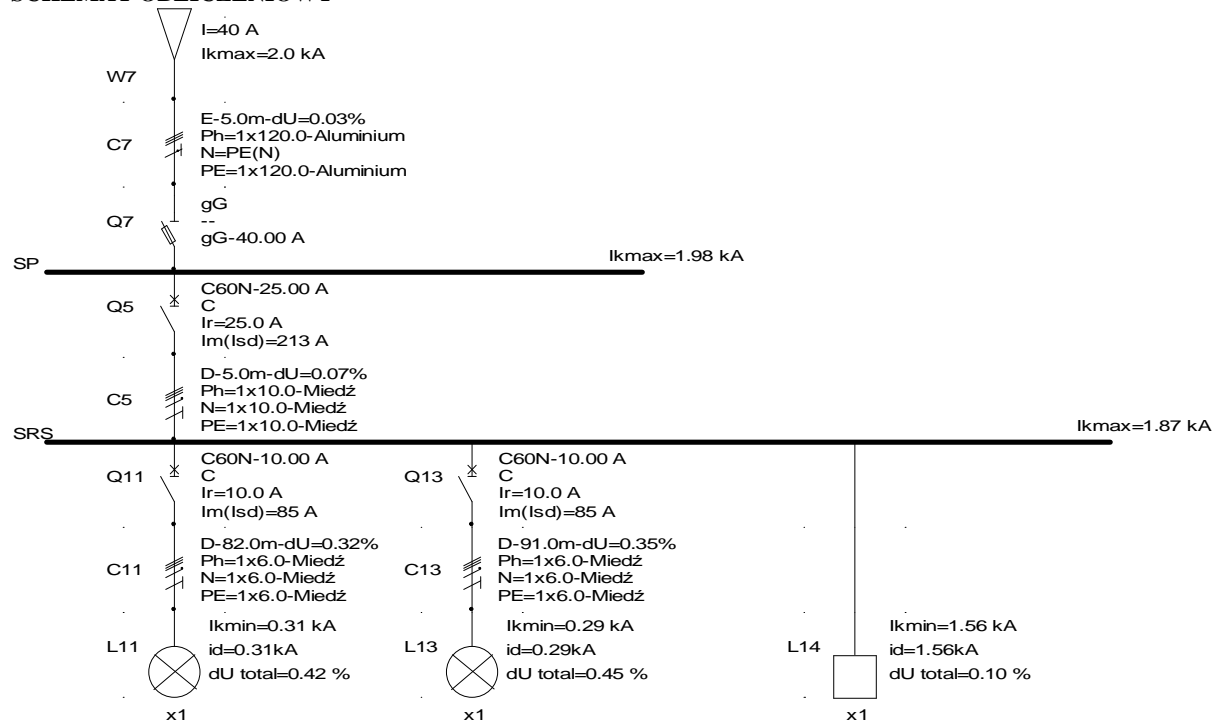 I=40 A
Ikmax=2.0 kA
W7
E-5.0m-dU=0.03%
C7
Ph=1x120.0-Aluminium
N=PE(N)
PE=1x120.0-Aluminium
gG
Q7
--
gG-40.00 A
SP
Ikmax=1.98 kA
C60N-25.00 A
Q5
C
Ir=25.0 A
Im(Isd)=213 A
D-5.0m-dU=0.07%
Ph=1x10.0-Miedź
C5
N=1x10.0-Miedź
PE=1x10.0-Miedź
SRS
Ikmax=1.87 kA
C60N-10.00 A
Q11
C
Ir=10.0 A
Im(Isd)=85 A
D-82.0m-dU=0.32%
C11
Ph=1x6.0-Miedź
N=1x6.0-Miedź
PE=1x6.0-Miedź
Ikmin=0.31 kA
L11
id=0.31kA
dU total=0.42 %
x1
C60N-10.00 A
Q13
C
Ir=10.0 A
Im(Isd)=85 A
D-91.0m-dU=0.35%
C13
Ph=1x6.0-Miedź
N=1x6.0-Miedź
PE=1x6.0-Miedź
Ikmin=0.29 kA
L13
id=0.29kA
dU total=0.45 %
x1
Ikmin=1.56 kA
L14
id=1.56kA
dU total=0.10 %
x1